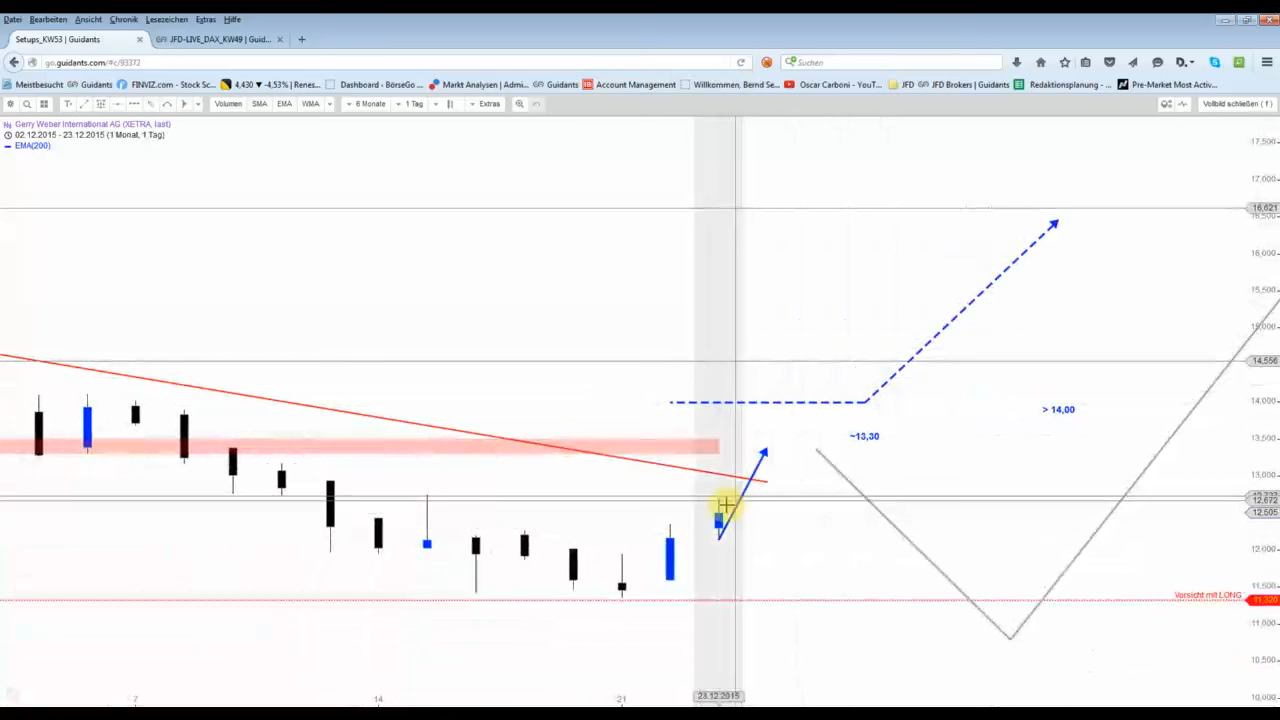 Datei Bearbeiten Ansicht Chronik Lesezeichen Extras Hilfe
Setups_KW53 | Guidants × JFD-LIVE_DAX_KW49 | Guid... × +
go.guidants.com/#c/93372 Suchen
Meistbesucht Guidants FINVIZ.com - Stock Sc... 4,430 ▼ -4,53% | Renes... Dashboard - BörseGo ... Markt Analysen | Admi... Guidants Account Management Willkommen, Bernd Se... Oscar Carboni - YouT... JFD JFD Brokers | Guidants Redaktionsplanung - ... Pre-Market Most Activ...
Volumen SMA EMA WMA 6 Monate 1 Tag Extras Vollbild schließen ( f )
Gerry Weber International AG (XETRA, last)
02.12.2015 - 23.12.2015 (1 Monat, 1 Tag)
EMA(200)
17,500
17,000
16,621
16,500
16,000
15,500
15,000
14,556
14,000
> 14,00
~13,30
13,500
13,000
12,672
12,505
12,000
11,500
Vorsicht mit LONG 11,320
11,000
10,500
10,000
7 14 21 23.12.2015